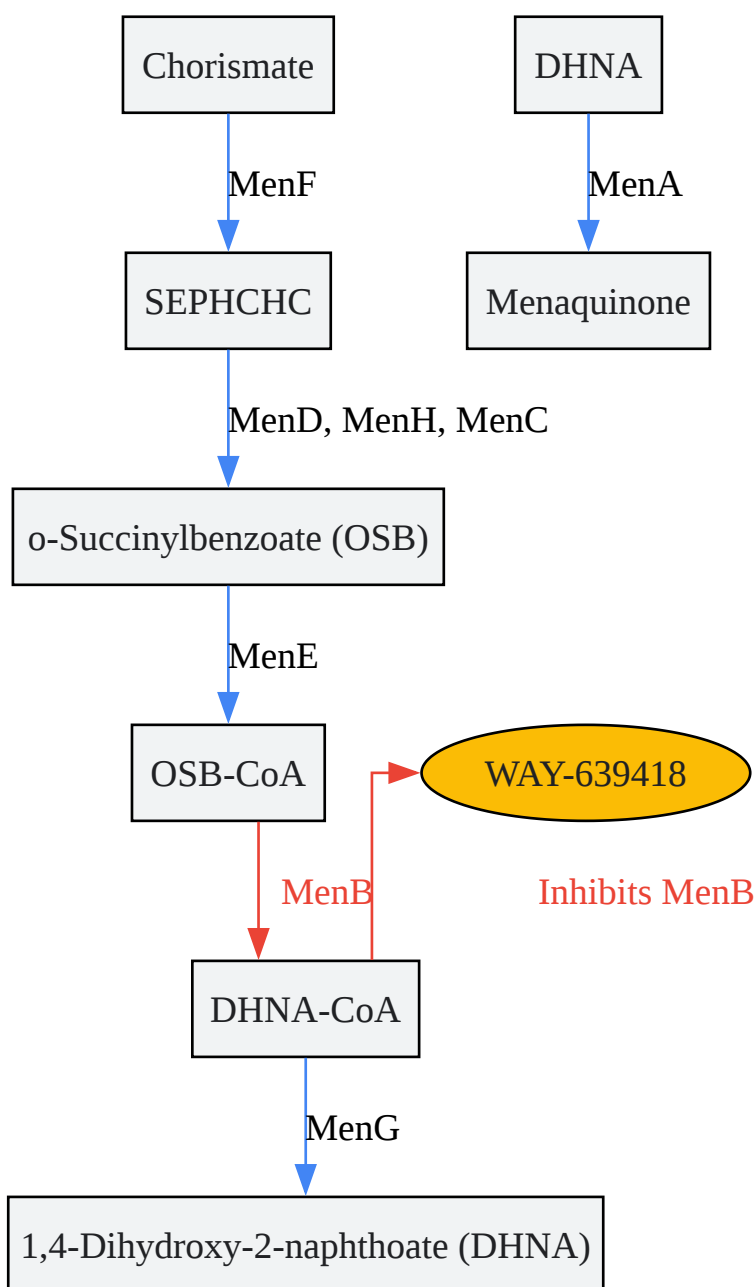 Chorismate
DHNA
MenF
MenA
SEPHCHC
Menaquinone
MenD, MenH, MenC
o-Succinylbenzoate (OSB)
MenE
OSB-CoA
WAY-639418
MenB
Inhibits MenB
DHNA-CoA
MenG
1,4-Dihydroxy-2-naphthoate (DHNA)